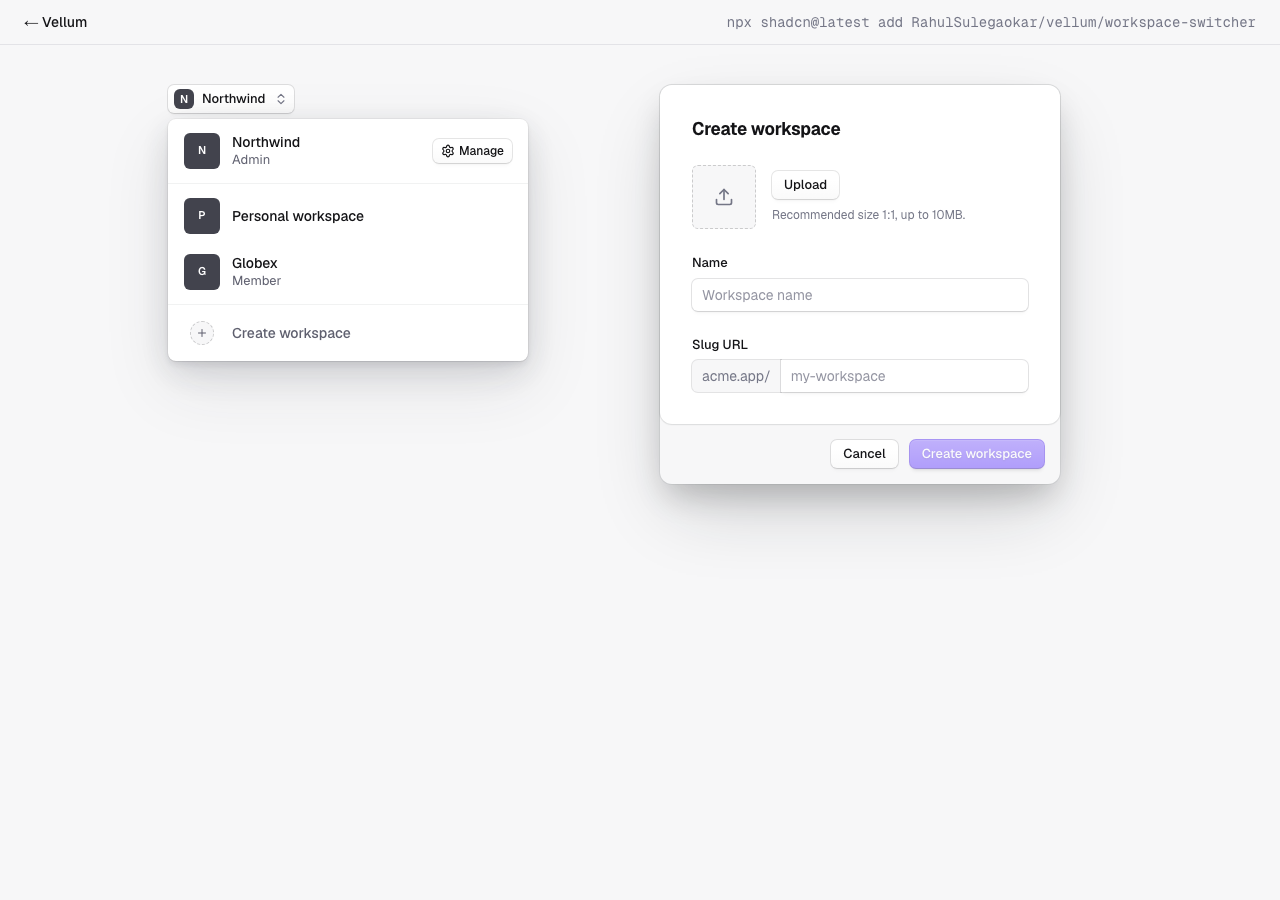 ← Vellum
npx shadcn@latest add RahulSulegaokar/vellum/workspace-switcher
N Northwind
N
Northwind
Admin
Manage
P
Personal workspace
G
Globex
Member
Create workspace
Create workspace
Upload
Recommended size 1:1, up to 10MB.
Name
Workspace name
Slug URL
acme.app/ my-workspace
Cancel Create workspace